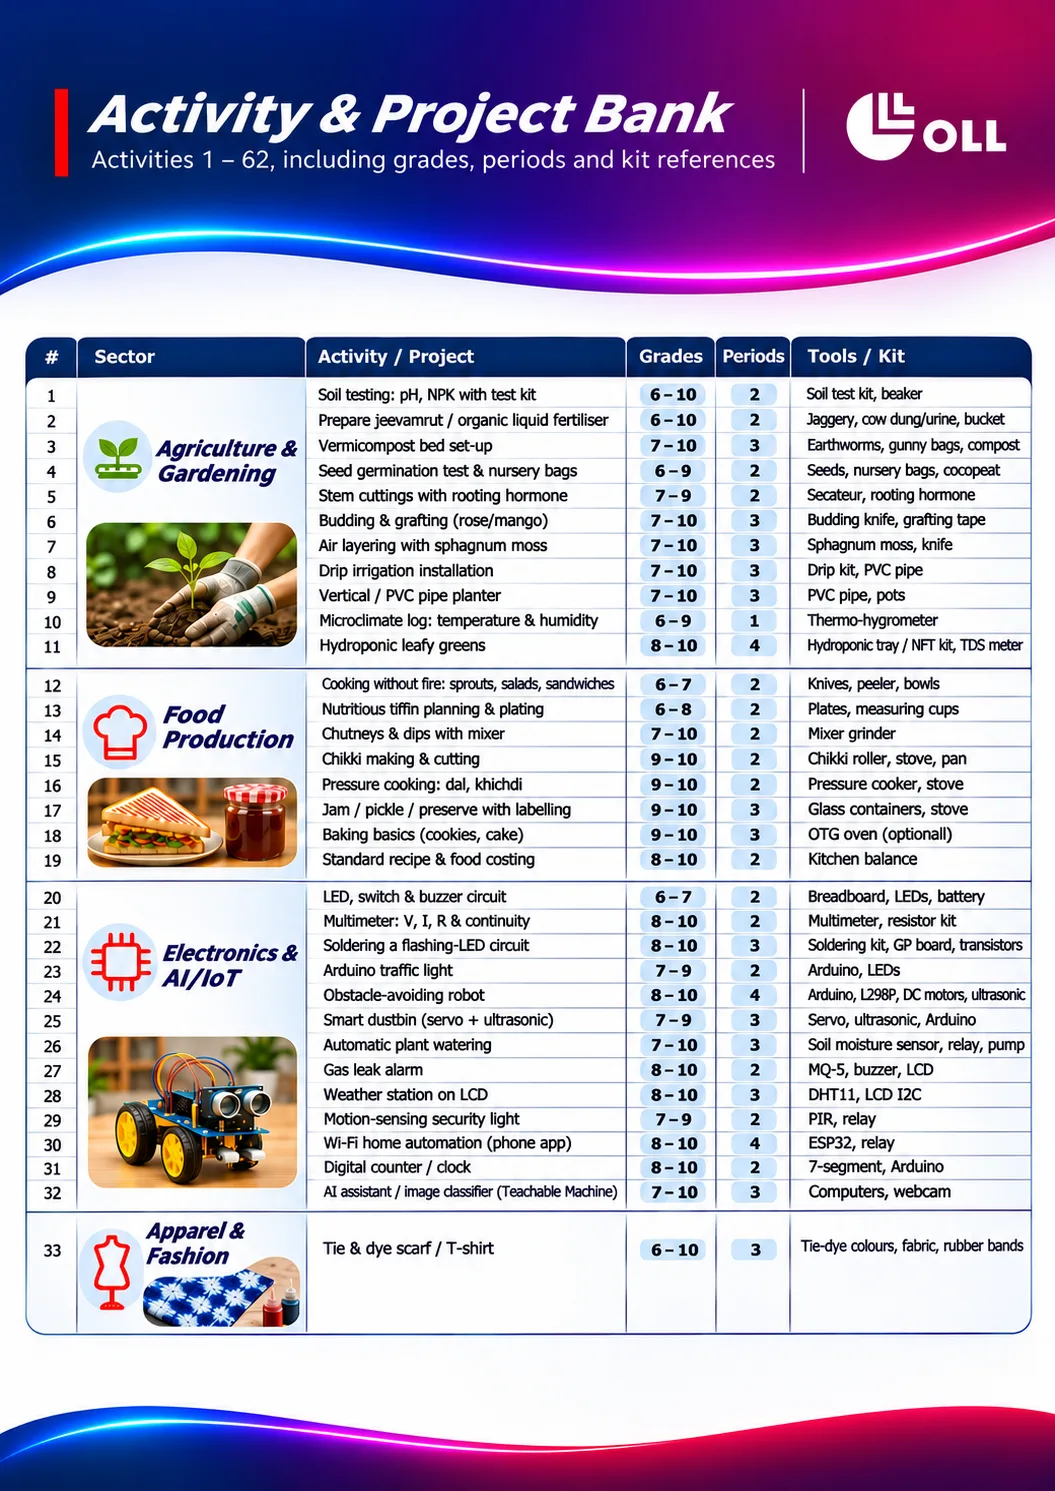 Activity & Project Bank
Activities 1 – 62, including grades, periods and kit references
OLL
# Sector Activity / Project Grades Periods Tools / Kit
Agriculture &
Gardening
1 Soil testing: pH, NPK with test kit 6 – 10 2 Soil test kit, beaker
2 Prepare jeevamrut / organic liquid fertiliser 6 – 10 2 Jaggery, cow dung/urine, bucket
3 Vermicompost bed set-up 7 – 10 3 Earthworms, gunny bags, compost
4 Seed germination test & nursery bags 6 – 9 2 Seeds, nursery bags, cocopeat
5 Stem cuttings with rooting hormone 7 – 9 2 Secateur, rooting hormone
6 Budding & grafting (rose/mango) 7 – 10 3 Budding knife, grafting tape
7 Air layering with sphagnum moss 7 – 10 3 Sphagnum moss, knife
8 Drip irrigation installation 7 – 10 3 Drip kit, PVC pipe
9 Vertical / PVC pipe planter 7 – 10 3 PVC pipe, pots
10 Microclimate log: temperature & humidity 6 – 9 1 Thermo-hygrometer
11 Hydroponic leafy greens 8 – 10 4 Hydroponic tray / NFT kit, TDS meter
Food
Production
12 Cooking without fire: sprouts, salads, sandwiches 6 – 7 2 Knives, peeler, bowls
13 Nutritious tiffin planning & plating 6 – 8 2 Plates, measuring cups
14 Chutneys & dips with mixer 7 – 10 2 Mixer grinder
15 Chikki making & cutting 9 – 10 2 Chikki roller, stove, pan
16 Pressure cooking: dal, khichdi 9 – 10 2 Pressure cooker, stove
17 Jam / pickle / preserve with labelling 9 – 10 3 Glass containers, stove
18 Baking basics (cookies, cake) 9 – 10 3 OTG oven (optionall)
19 Standard recipe & food costing 8 – 10 2 Kitchen balance
Electronics &
AI/IoT
20 LED, switch & buzzer circuit 6 – 7 2 Breadboard, LEDs, battery
21 Multimeter: V, I, R & continuity 8 – 10 2 Multimeter, resistor kit
22 Soldering a flashing-LED circuit 8 – 10 3 Soldering kit, GP board, transistors
23 Arduino traffic light 7 – 9 2 Arduino, LEDs
24 Obstacle-avoiding robot 8 – 10 4 Arduino, L298P, DC motors, ultrasonic
25 Smart dustbin (servo + ultrasonic) 7 – 9 3 Servo, ultrasonic, Arduino
26 Automatic plant watering 7 – 10 3 Soil moisture sensor, relay, pump
27 Gas leak alarm 8 – 10 2 MQ-5, buzzer, LCD
28 Weather station on LCD 8 – 10 3 DHT11, LCD I2C
29 Motion-sensing security light 7 – 9 2 PIR, relay
30 Wi-Fi home automation (phone app) 8 – 10 4 ESP32, relay
31 Digital counter / clock 8 – 10 2 7-segment, Arduino
32 AI assistant / image classifier (Teachable Machine) 7 – 10 3 Computers, webcam
Apparel &
Fashion
33 Tie & dye scarf / T-shirt 6 – 10 3 Tie-dye colours, fabric, rubber bands